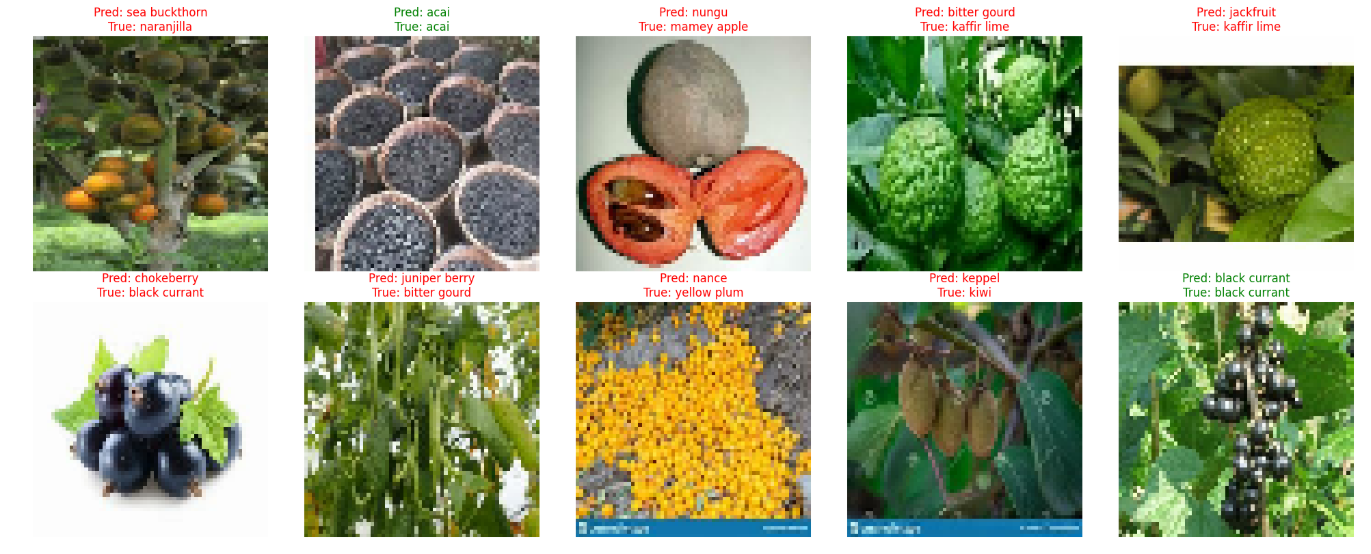 Pred: sea buckthorn
True: naranjilla
Pred: acai
True: acai
Pred: nungu
True: mamey apple
Pred: bitter gourd
True: kaffir lime
Pred: jackfruit
True: kaffir lime
Pred: chokeberry
True: black currant
Pred: juniper berry
True: bitter gourd
Pred: nance
True: yellow plum
Pred: keppel
True: kiwi
Pred: black currant
True: black currant